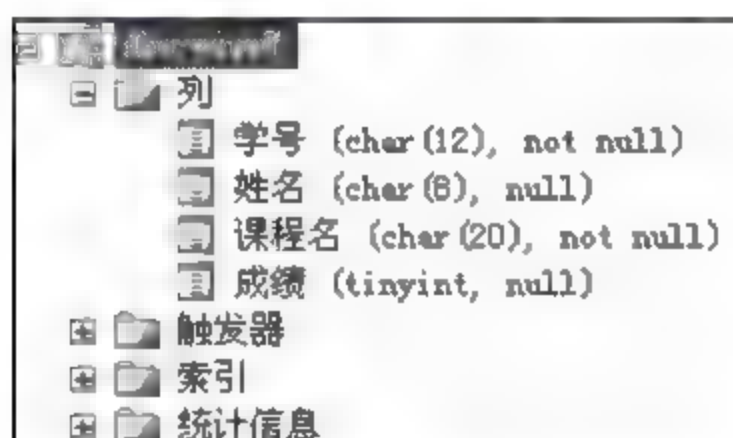 列
学号 (char(12), not null)
姓名 (char(8), null)
课程名 (char(20), not null)
成绩 (tinyint, null)
触发器
索引
统计信息